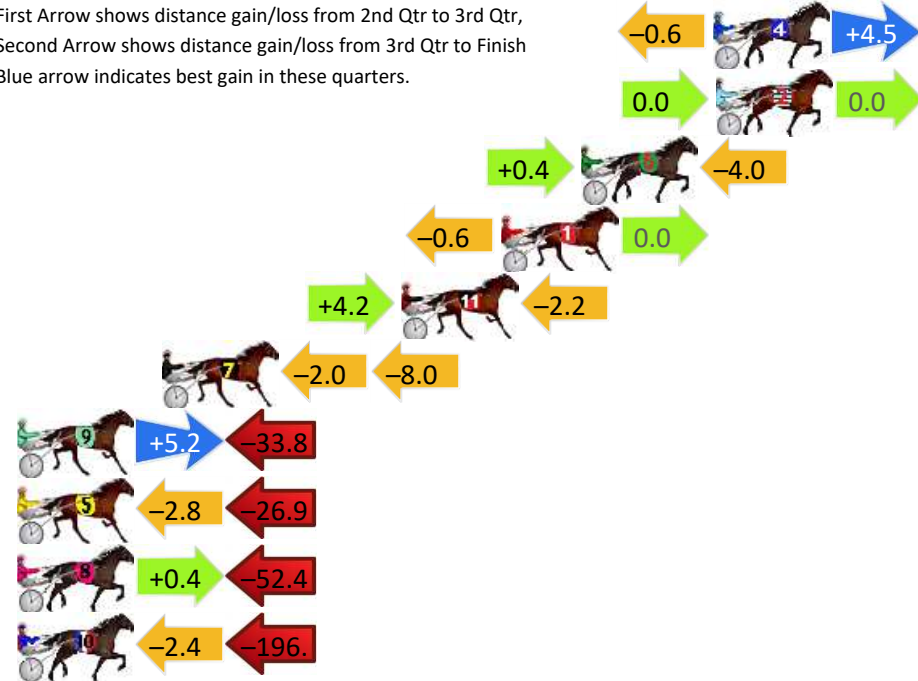 First Arrow shows distance gain/loss from 2nd Qtr to 3rd Qtr,
Second Arrow shows distance gain/loss from 3rd Qtr to Finish
Blue arrow indicates best gain in these quarters.
–0.6 4 +4.5
0.0 2 0.0
+0.4 –4.0
–0.6 1 0.0
+4.2 11 –2.2
7 –2.0 –8.0
9 +5.2 –33.8
5 –2.8 –26.9
8 +0.4 –52.4
10 –2.4 –196.